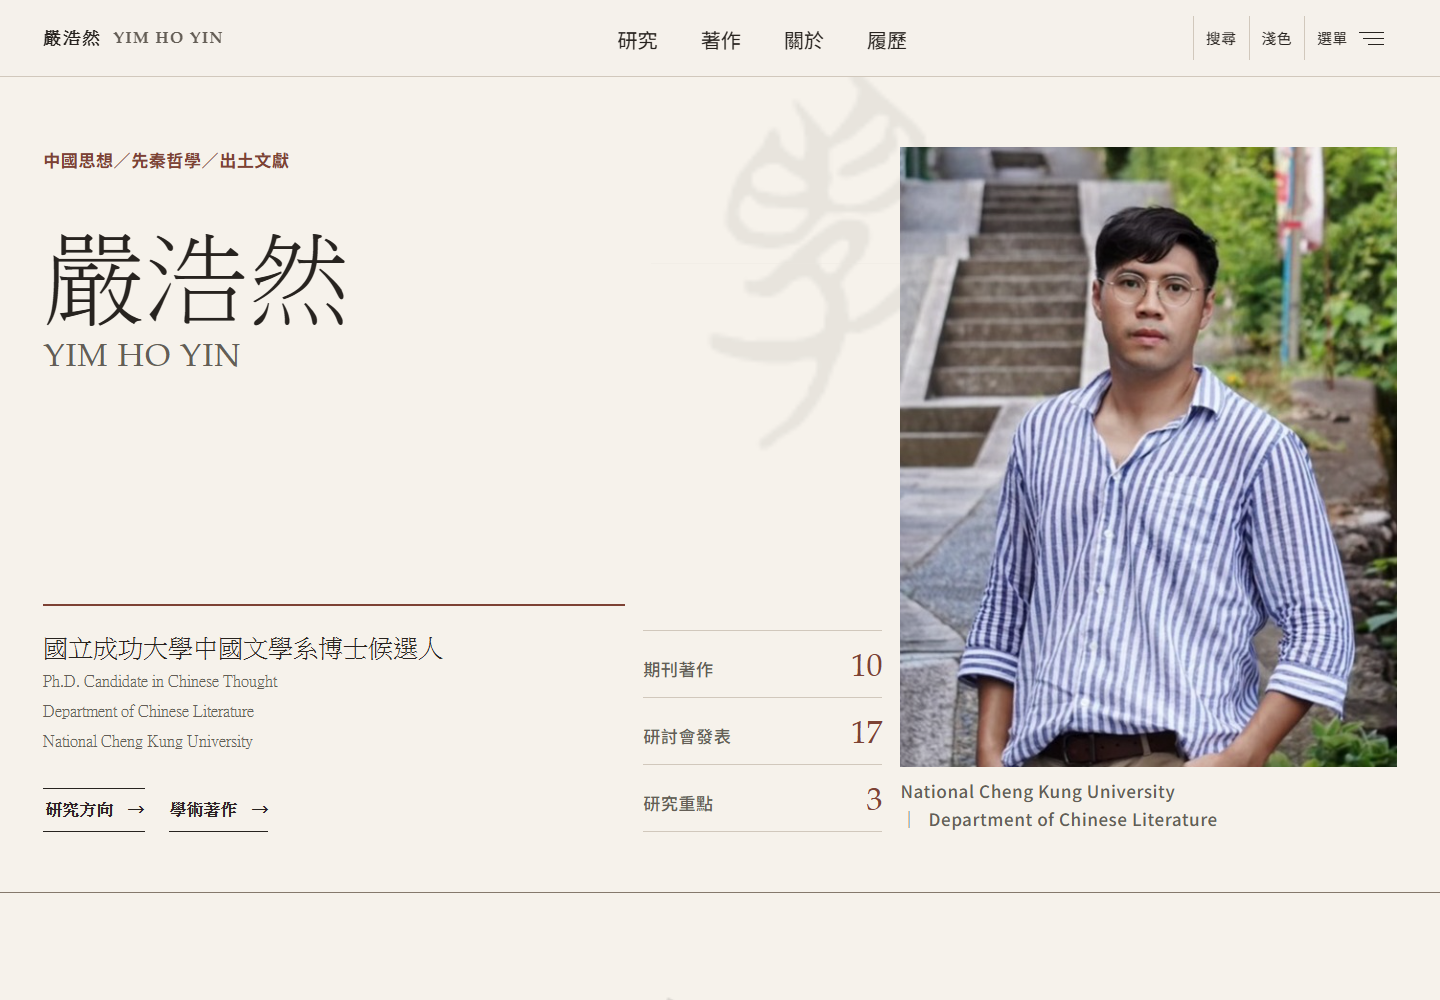 嚴浩然 YIM HO YIN
研究 著作 關於 履歷
搜尋 淺色 選單
中國思想／先秦哲學／出土文獻
嚴浩然
YIM HO YIN
國立成功大學中國文學系博士候選人
Ph.D. Candidate in Chinese Thought
Department of Chinese Literature
National Cheng Kung University
研究方向 → 學術著作 →
期刊著作 10
研討會發表 17
研究重點 3
National Cheng Kung University
| Department of Chinese Literature